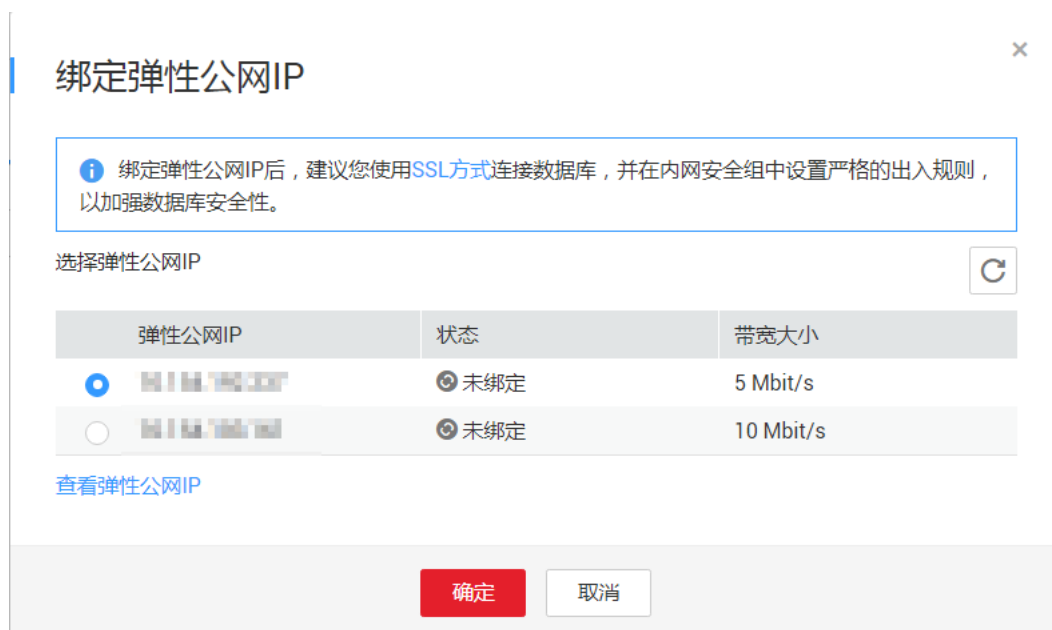 绑定弹性公网IP
绑定弹性公网IP后，建议您使用SSL方式连接数据库，并在内网安全组中设置严格的出入规则，
以加强数据库安全性。
选择弹性公网IP
弹性公网IP 状态 带宽大小
未绑定 5 Mbit/s
未绑定 10 Mbit/s
查看弹性公网IP
确定 取消